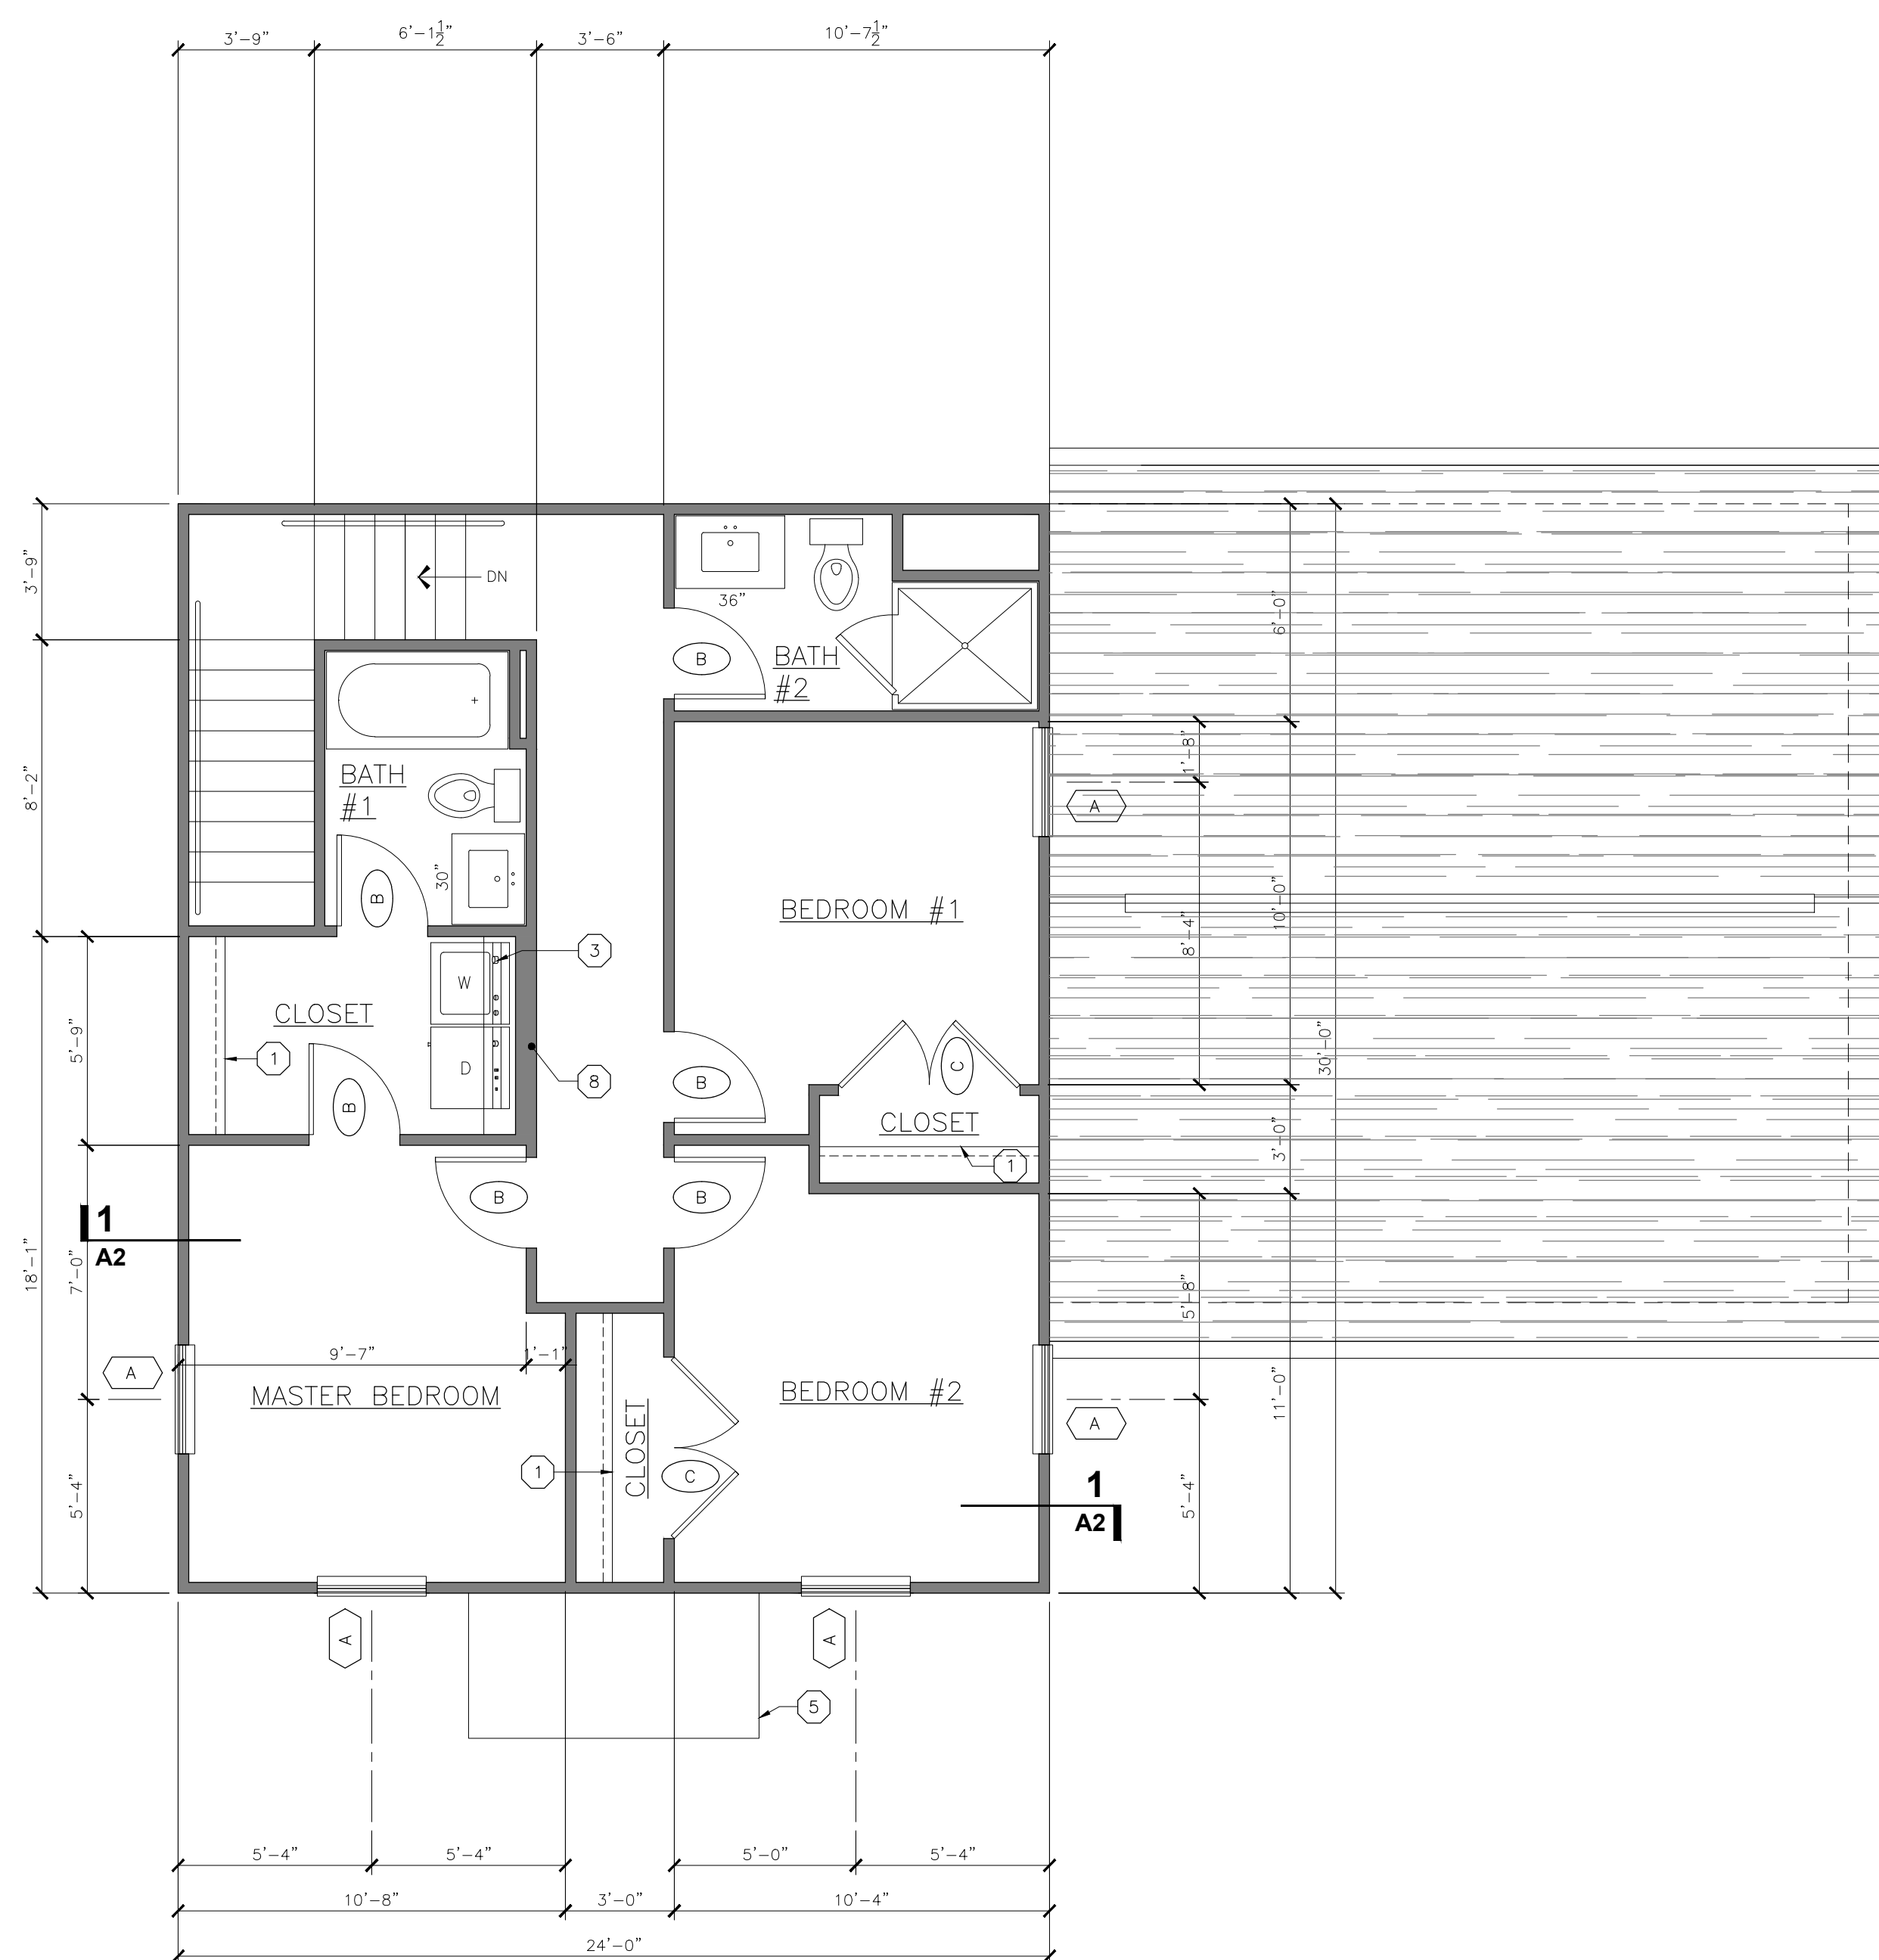 3'-9" 6'-1½" 3'-6" 10'-7½"
3'-9"
DN
36"
6'-0"
B
BATH
#2
8'-2"
BATH
#1
1'-8"
A
30"
B
BEDROOM #1
10'-0"
8'-4"
3
W
CLOSET
5'-9"
1
8
D
30'-0"
B
B
C
CLOSET
3'-0"
1
B
B
1
A2
18'-1"
7'-0"
5'-8"
9'-7" 1'-1"
A
MASTER BEDROOM
BEDROOM #2
A
11'-0"
CLOSET
1
C
1
A2
5'-4"
5'-4"
A
A
5
5'-4" 5'-4" 5'-0" 5'-4"
10'-8" 3'-0" 10'-4"
24'-0"